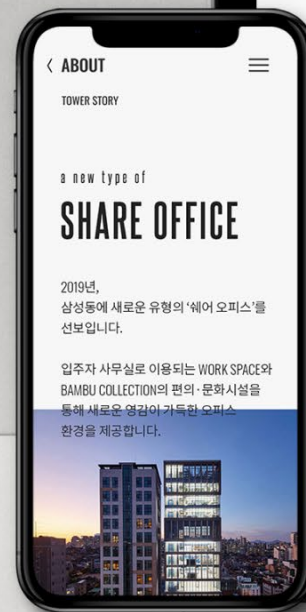 〈 ABOUT
TOWER STORY
a new type of
SHARE OFFICE
2019년,
삼성동에 새로운 유형의 ‘쉐어 오피스’를
선보입니다.
입주자 사무실로 이용되는 WORK SPACE와
BAMBU COLLECTION의 편의·문화시설을
통해 새로운 영감이 가득한 오피스
환경을 제공합니다.